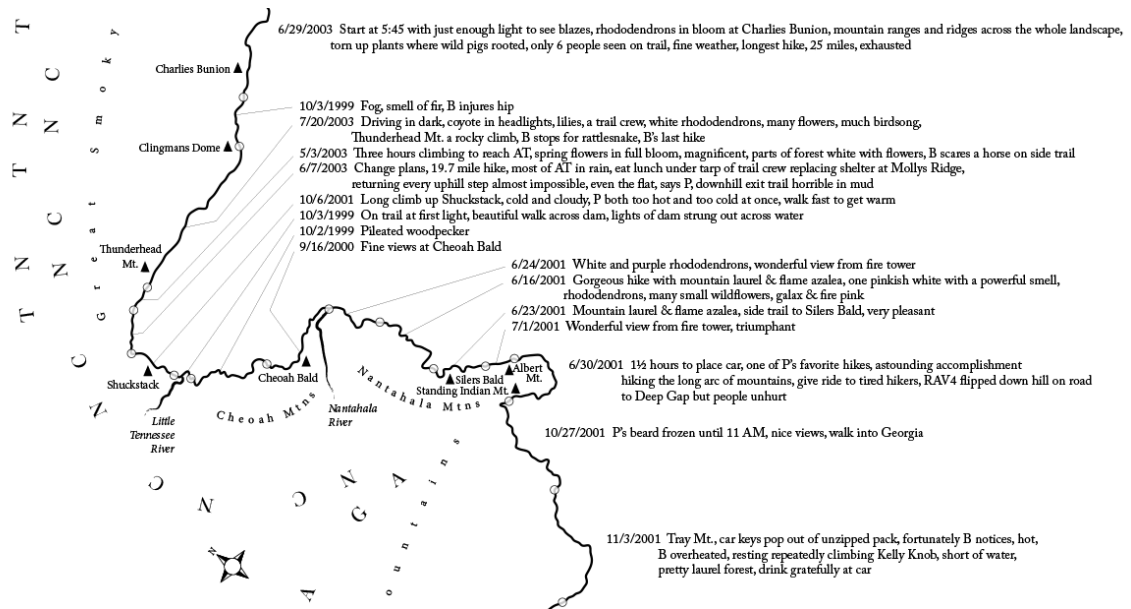 6/29/2003 Start at 5:45 with just enough light to see blazes, rhododendrons in bloom at Charlies Bunion, mountain ranges and ridges across the whole landscape,
torn up plants where wild pigs rooted, only 6 people seen on trail, fine weather, longest hike, 25 miles, exhausted
Charlies Bunion
10/3/1999 Fog, smell of fir, B injures hip
7/20/2003 Driving in dark, coyote in headlights, lilies, a trail crew, white rhododendrons, many flowers, much birdsong,
Thunderhead Mt. a rocky climb, B stops for rattlesnake, B's last hike
Clingmans Dome
5/3/2003 Three hours climbing to reach AT, spring flowers in full bloom, magnificent, parts of forest white with flowers, B scares a horse on side trail
6/7/2003 Change plans, 19.7 mile hike, most of AT in rain, eat lunch under tarp of trail crew replacing shelter at Mollys Ridge,
returning every uphill step almost impossible, even the flat, says P, downhill exit trail horrible in mud
10/6/2001 Long climb up Shuckstack, cold and cloudy, P both too hot and too cold at once, walk fast to get warm
10/3/1999 On trail at first light, beautiful walk across dam, lights of dam strung out across water
10/2/1999 Pileated woodpecker
9/16/2000 Fine views at Cheoah Bald
Thunderhead
Mt.
6/24/2001 White and purple rhododendrons, wonderful view from fire tower
6/16/2001 Gorgeous hike with mountain laurel & flame azalea, one pinkish white with a powerful smell,
rhododendrons, many small wildflowers, galax & fire pink
6/23/2001 Mountain laurel & flame azalea, side trail to Silers Bald, very pleasant
7/1/2001 Wonderful view from fire tower, triumphant
Great Smoky
TN
NC
TN
NC
TN
NC
Shuckstack
Cheoah Bald
Silers Bald
Albert
Mt.
Standing Indian Mt.
6/30/2001 1½ hours to place car, one of P's favorite hikes, astounding accomplishment
hiking the long arc of mountains, give ride to tired hikers, RAV4 flipped down hill on road
to Deep Gap but people unhurt
Little
Tennessee
River
Cheoah Mtns
Nantahala
River
Nantahala Mtns
10/27/2001 P's beard frozen until 11 AM, nice views, walk into Georgia
NC
NC
GA
GA
ountains
N
11/3/2001 Tray Mt., car keys pop out of unzipped pack, fortunately B notices, hot,
B overheated, resting repeatedly climbing Kelly Knob, short of water,
pretty laurel forest, drink gratefully at car